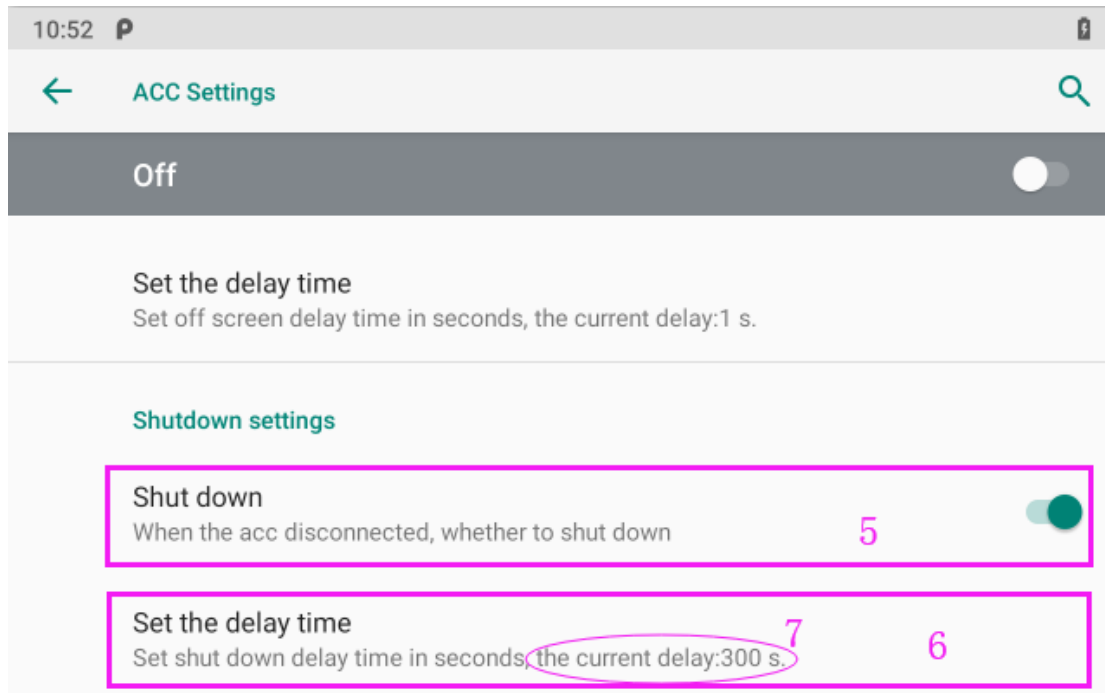 10:52
ACC Settings
Off
Set the delay time
Set off screen delay time in seconds, the current delay:1 s.
Shutdown settings
Shut down
When the acc disconnected, whether to shut down
5
Set the delay time
Set shut down delay time in seconds, the current delay:300 s.
7
6